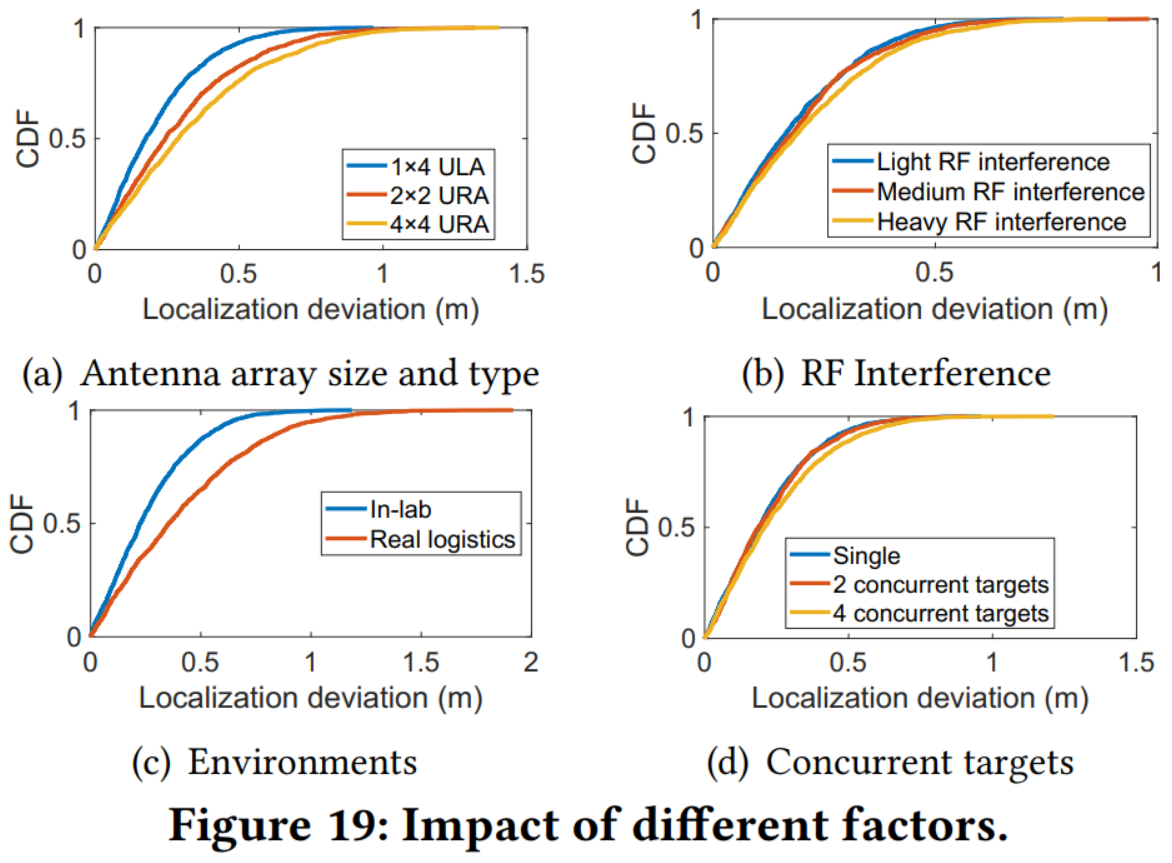 1
CDF
0.5
0
1×4 ULA
2×2 URA
4×4 URA
0 0.5 1 1.5
Localization deviation (m)
(a) Antenna array size and type
1
CDF
0.5
0
Light RF interference
Medium RF interference
Heavy RF interference
0 0.5 1
Localization deviation (m)
(b) RF Interference
1
CDF
0.5
0
In-lab
Real logistics
0 0.5 1 1.5 2
Localization deviation (m)
(c) Environments
1
CDF
0.5
0
Single
2 concurrent targets
4 concurrent targets
0 0.5 1 1.5
Localization deviation (m)
(d) Concurrent targets
Figure 19: Impact of different factors.